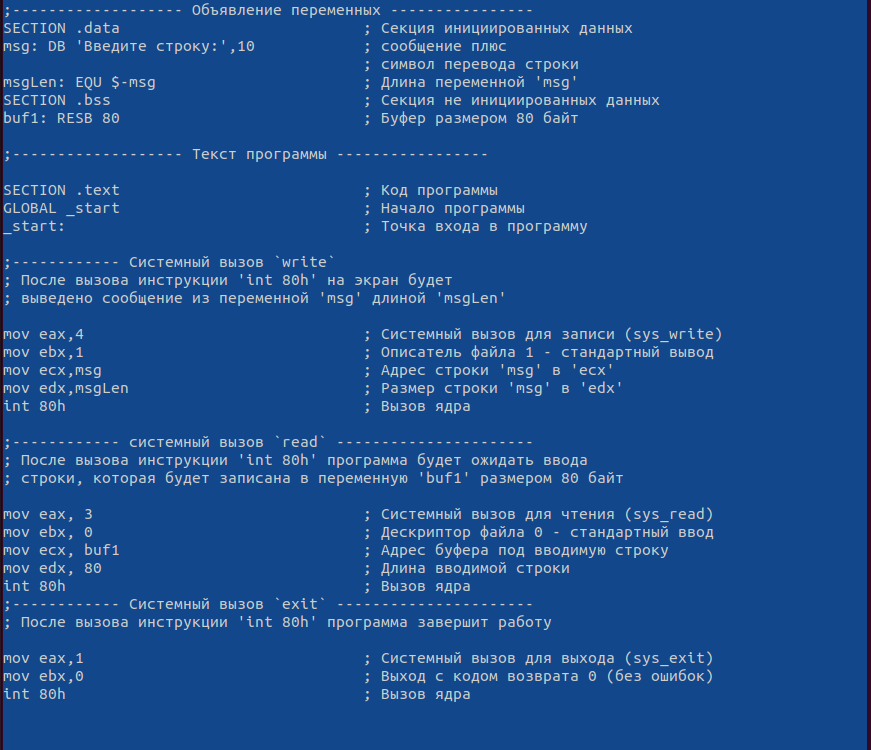 ;------------------- Объявление переменных ----------------
SECTION .data                           ; Секция инициированных данных
msg: DB 'Введите строку:',10            ; сообщение плюс
                                        ; символ перевода строки
msgLen: EQU $-msg                       ; Длина переменной 'msg'
SECTION .bss                            ; Секция не инициированных данных
buf1: RESB 80                           ; Буфер размером 80 байт
;------------------- Текст программы -----------------
SECTION .text                           ; Код программы
GLOBAL _start                           ; Начало программы
_start:                                 ; Точка входа в программу
;------------ Системный вызов `write`
; После вызова инструкции 'int 80h' на экран будет
; выведено сообщение из переменной 'msg' длиной 'msgLen'
mov eax,4                               ; Системный вызов для записи (sys_write)
mov ebx,1                               ; Описатель файла 1 - стандартный вывод
mov ecx,msg                             ; Адрес строки 'msg' в 'ecx'
mov edx,msgLen                          ; Размер строки 'msg' в 'edx'
int 80h                                 ; Вызов ядра
;------------ системный вызов `read` ----------------------
; После вызова инструкции 'int 80h' программа будет ожидать ввода
; строки, которая будет записана в переменную 'buf1' размером 80 байт
mov eax, 3                              ; Системный вызов для чтения (sys_read)
mov ebx, 0                              ; Дескриптор файла 0 - стандартный ввод
mov ecx, buf1                           ; Адрес буфера под вводимую строку
mov edx, 80                             ; Длина вводимой строки
int 80h                                 ; Вызов ядра
;------------ Системный вызов `exit` ----------------------
; После вызова инструкции 'int 80h' программа завершит работу
mov eax,1                               ; Системный вызов для выхода (sys_exit)
mov ebx,0                               ; Выход с кодом возврата 0 (без ошибок)
int 80h                                 ; Вызов ядра